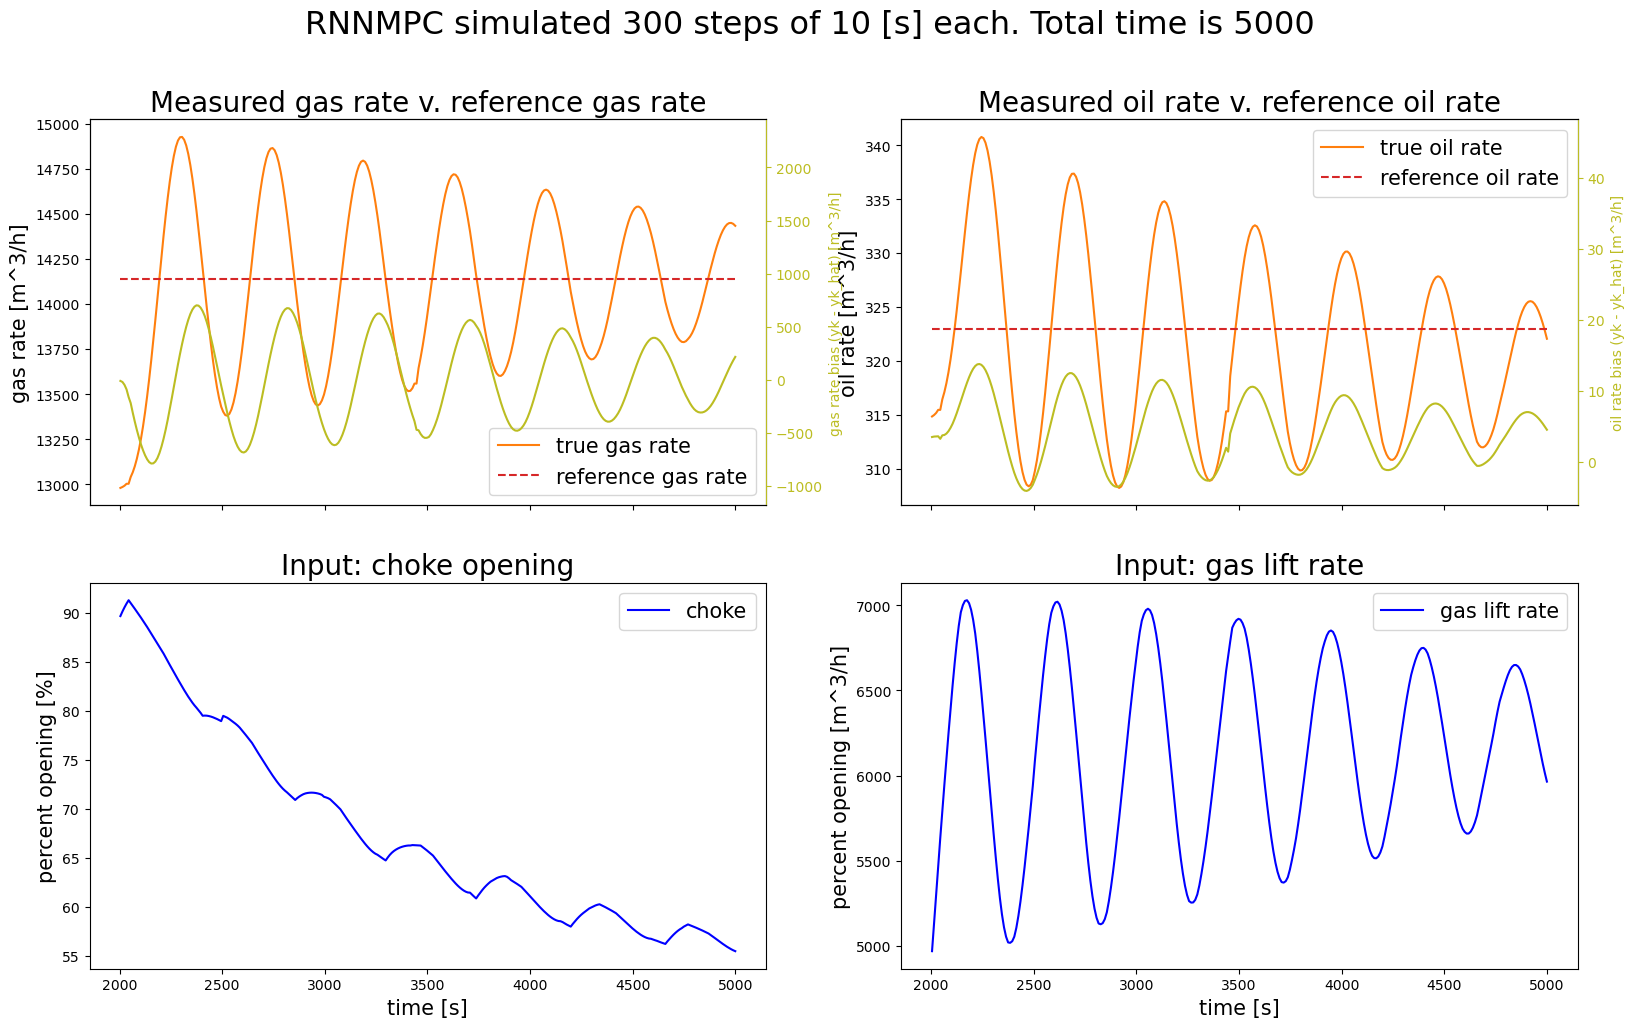 RNNMPC simulated 300 steps of 10 [s] each. Total time is 5000
Measured gas rate v. reference gas rate
15000
14750
14500
14250
14000
13750
13500
13250
13000
gas rate [m^3/h]
2000
1500
1000
500
0
−500
−1000
gas rate bias (yk - yk_hat) [m^3/h]
true gas rate
reference gas rate
Measured oil rate v. reference oil rate
340
335
330
325
320
315
310
oil rate [m^3/h]
40
30
20
10
0
oil rate bias (yk - yk_hat) [m^3/h]
true oil rate
reference oil rate
Input: choke opening
90
85
80
75
70
65
60
55
percent opening [%]
choke
2000 2500 3000 3500 4000 4500 5000
time [s]
Input: gas lift rate
7000
6500
6000
5500
5000
percent opening [m^3/h]
gas lift rate
2000 2500 3000 3500 4000 4500 5000
time [s]